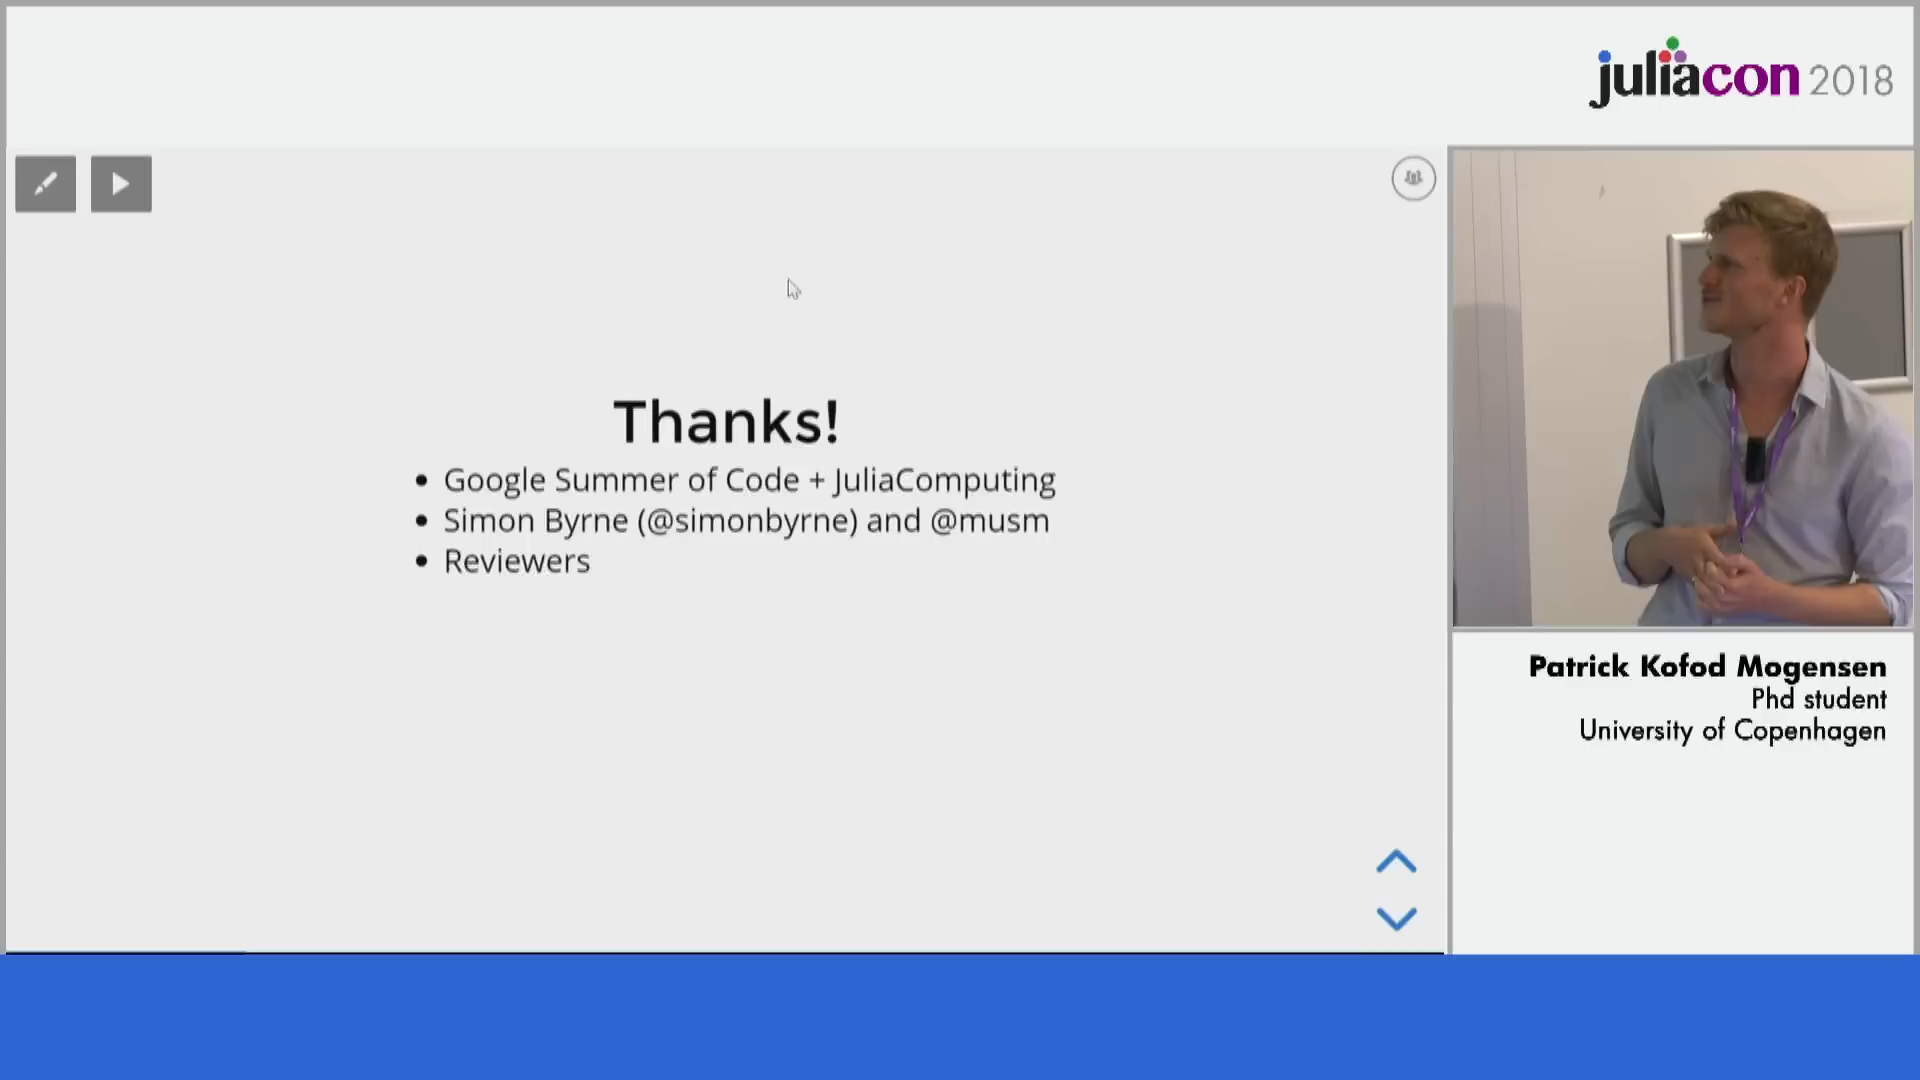 juliacon 2018
Thanks!
• Google Summer of Code + JuliaComputing
• Simon Byrne (@simonbyrne) and @musm
• Reviewers
Patrick Kofod Mogensen
Phd student
University of Copenhagen